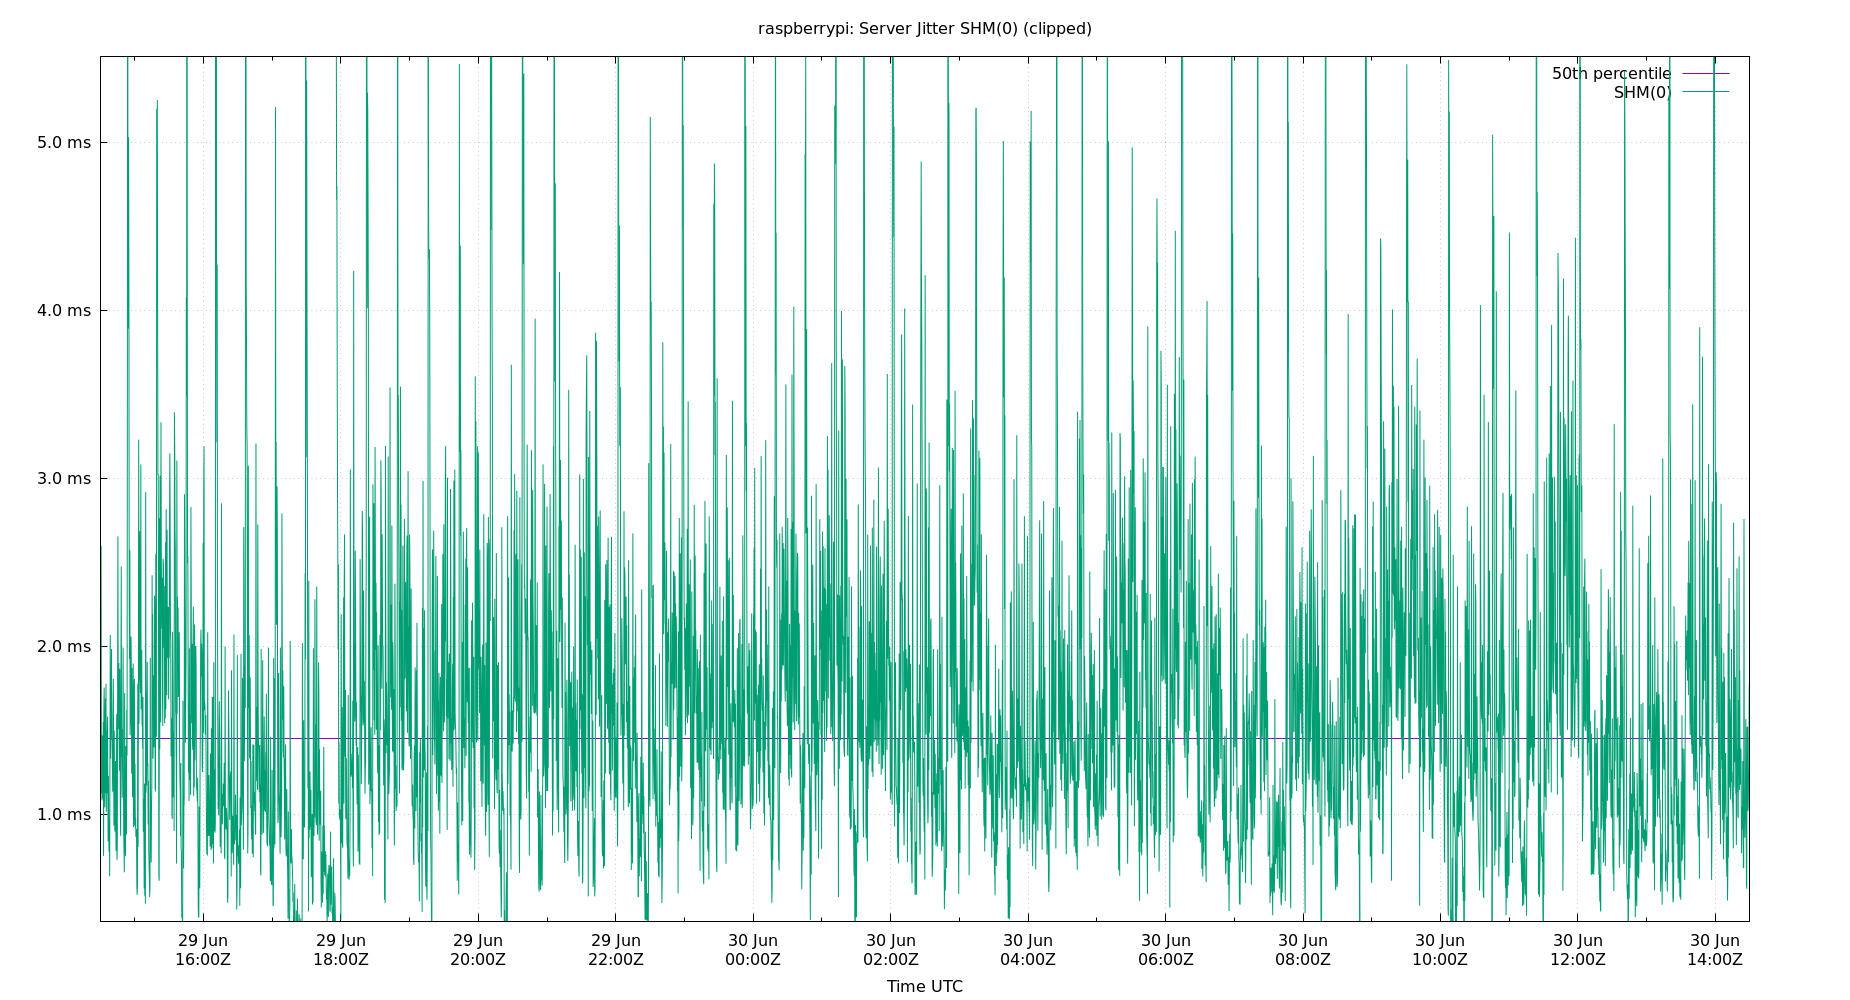 raspberrypi: Server Jitter SHM(0) (clipped)
50th percentile
SHM(0)
5.0 ms
4.0 ms
3.0 ms
2.0 ms
1.0 ms
29 Jun 29 Jun 29 Jun 29 Jun 30 Jun 30 Jun 30 Jun 30 Jun 30 Jun 30 Jun 30 Jun 30 Jun
16:00Z 18:00Z 20:00Z 22:00Z 00:00Z 02:00Z 04:00Z 06:00Z 08:00Z 10:00Z 12:00Z 14:00Z
Time UTC